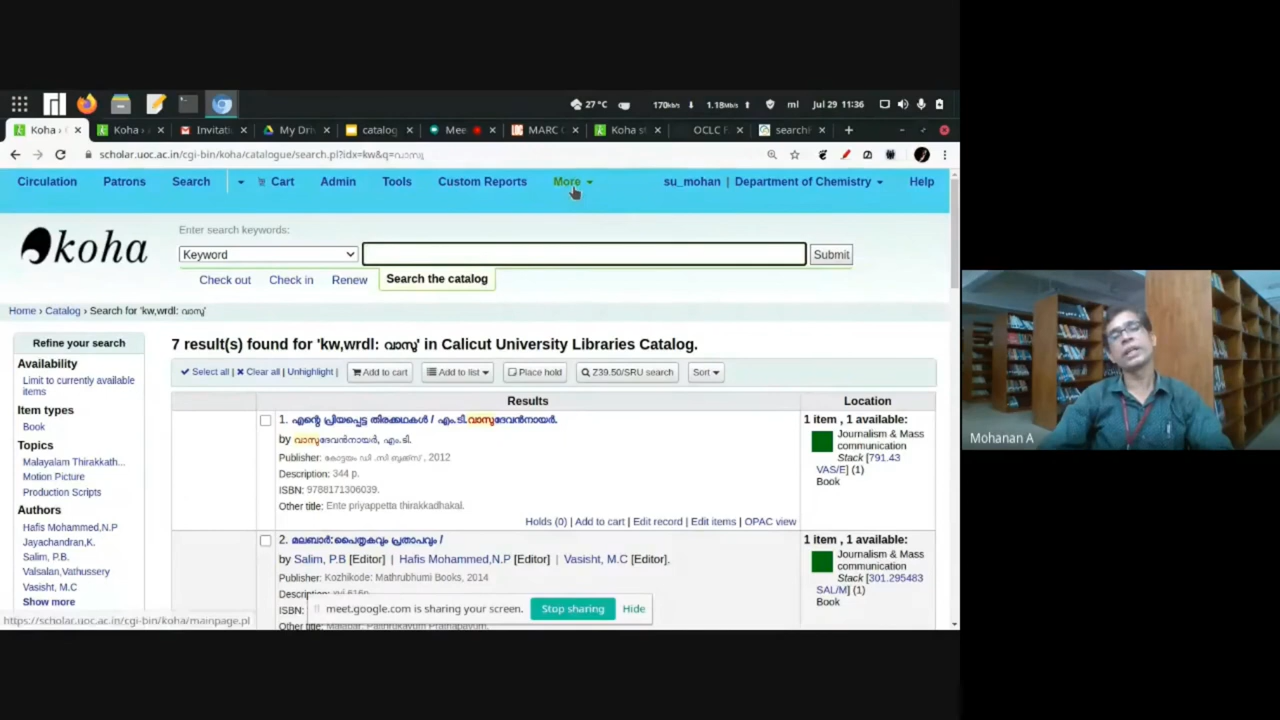 27 °C 170kb/s 1.18Mb/s ml Jul 29 11:36
Koha › C Koha › Invitati My Driv catalog Mee MARC Koha st OCLC F searchF
scholar.uoc.ac.in/cgi-bin/koha/catalogue/search.pl?idx=kw&q=വാസു
Circulation Patrons Search Cart Admin Tools Custom Reports More su_mohan | Department of Chemistry Help
Enter search keywords:
koha
Keyword Submit
Check out Check in Renew Search the catalog
Home › Catalog › Search for 'kw,wrdl: വാസു'
Refine your search
Availability
Limit to currently available
items
Item types
Book
Topics
Malayalam Thirakkath...
Motion Picture
Production Scripts
Authors
Hafis Mohammed,N.P
Jayachandran,K.
Salim, P.B.
Valsalan,Vathussery
Vasisht, M.C
Show more
7 result(s) found for 'kw,wrdl: വാസു' in Calicut University Libraries Catalog.
Select all | Clear all | Unhighlight | Add to cart Add to list Place hold Z39.50/SRU search Sort
Results Location
1. എന്റെ പ്രിയപ്പെട്ട തിരക്കഥകൾ / എം.ടി.വാസുദേവൻനായർ.
by വാസുദേവൻനായർ, എം.ടി.
Publisher: കോട്ടയം ഡി .സി ബുക്ക്സ് , 2012
Description: 344 p.
ISBN: 9788171306039.
Other title: Ente priyappetta thirakkadhakal.
Holds (0) | Add to cart | Edit record | Edit items | OPAC view
1 item , 1 available:
Journalism & Mass
communication
Stack [791.43
VAS/E] (1)
Book
2. മലബാർ:പൈതൃകവും പ്രതാപവും /
by Salim, P.B [Editor] | Hafis Mohammed,N.P [Editor] | Vasisht, M.C [Editor].
Publisher: Kozhikode: Mathrubhumi Books, 2014
ISBN:
1 item , 1 available:
Journalism & Mass
communication
Stack [301.295483
SAL/M] (1)
Book
meet.google.com is sharing your screen. Stop sharing Hide
https://scholar.uoc.ac.in/cgi-bin/koha/mainpage.pl
Mohanan A